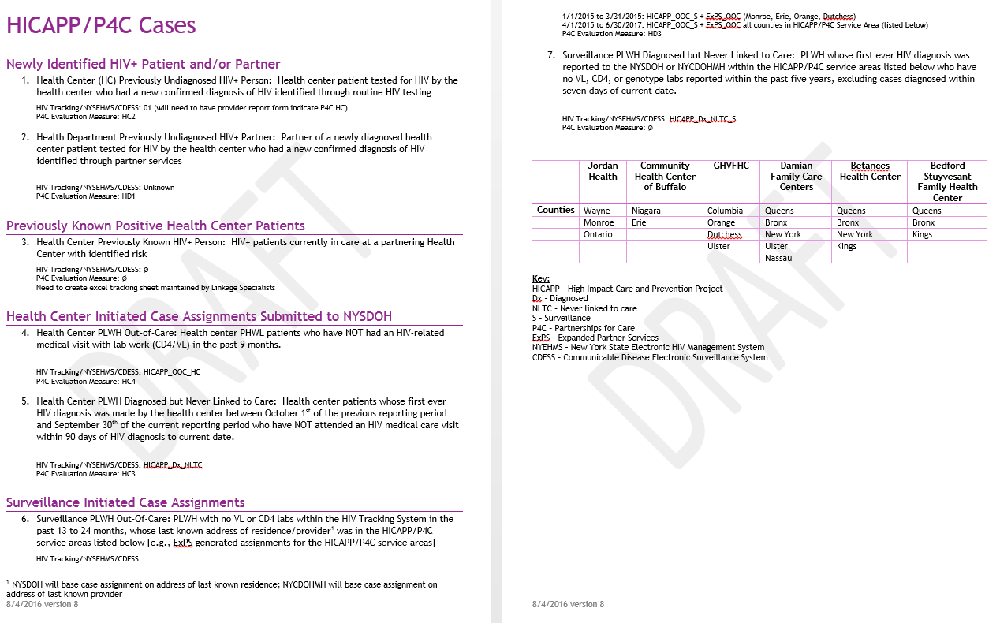 HICAPP/P4C Cases
Newly Identified HIV+ Patient and/or Partner
1. Health Center (HC) Previously Undiagnosed HIV+ Person: Health center patient tested for HIV by the
health center who had a new confirmed diagnosis of HIV identified through routine HIV testing
HIV Tracking/NYSEHMS/CDESS: 01 (will need to have provider report form indicate P4C HC)
P4C Evaluation Measure: HC2
2. Health Department Previously Undiagnosed HIV+ Partner: Partner of a newly diagnosed health
center patient tested for HIV by the health center who had a new confirmed diagnosis of HIV
identified through partner services
HIV Tracking/NYSEHMS/CDESS: Unknown
P4C Evaluation Measure: HD1
Previously Known Positive Health Center Patients
3. Health Center Previously Known HIV+ Person: HIV+ patients currently in care at a partnering Health
Center with identified risk
HIV Tracking/NYSEHMS/CDESS: Ø
P4C Evaluation Measure: Ø
Need to create excel tracking sheet maintained by Linkage Specialists
Health Center Initiated Case Assignments Submitted to NYSDOH
4. Health Center PLWH Out-of-Care: Health center PHWL patients who have NOT had an HIV-related
medical visit with lab work (CD4/VL) in the past 9 months.
HIV Tracking/NYSEHMS/CDESS: HICAPP_OOC_HC
P4C Evaluation Measure: HC4
5. Health Center PLWH Diagnosed but Never Linked to Care: Health center patients whose first ever
HIV diagnosis was made by the health center between October 1st of the previous reporting period
and September 30th of the current reporting period who have NOT attended an HIV medical care visit
within 90 days of HIV diagnosis to current date.
HIV Tracking/NYSEHMS/CDESS: HICAPP_Dx_NLTC
P4C Evaluation Measure: HC3
Surveillance Initiated Case Assignments
6. Surveillance PLWH Out-Of-Care: PLWH with no VL or CD4 labs within the HIV Tracking System in the
past 13 to 24 months, whose last known address of residence/provider1 was in the HICAPP/P4C
service areas listed below [e.g., ExPS generated assignments for the HICAPP/P4C service areas]
HIV Tracking/NYSEHMS/CDESS:
1 NYSDOH will base case assignment on address of last known residence; NYCDOHMH will base case assignment on
address of last known provider
8/4/2016 version 8
DRAFT
1/1/2015 to 3/31/2015: HICAPP_OOC_S + ExPS_OOC (Monroe, Erie, Orange, Dutchess)
4/1/2015 to 6/30/2017: HICAPP_OOC_S + ExPS_OOC all counties in HICAPP/P4C Service Area (listed below)
P4C Evaluation Measure: HD3
7. Surveillance PLWH Diagnosed but Never Linked to Care: PLWH whose first ever HIV diagnosis was
reported to the NYSDOH or NYCDOHMH within the HICAPP/P4C service areas listed below who have
no VL, CD4, or genotype labs reported within the past five years, excluding cases diagnosed within
seven days of current date.
HIV Tracking/NYSEHMS/CDESS: HICAPP_Dx_NLTC_S
P4C Evaluation Measure: Ø
Jordan Health Community Health Center of Buffalo GHVFHC Damian Family Care Centers Betances Health Center Bedford Stuyvesant Family Health Center
Counties Wayne Niagara Columbia Queens Queens Queens
Monroe Erie Orange Bronx Bronx Bronx
Ontario Dutchess New York New York Kings
Ulster Ulster Kings
Nassau
Key:
HICAPP - High Impact Care and Prevention Project
Dx - Diagnosed
NLTC - Never linked to care
S - Surveillance
P4C - Partnerships for Care
ExPS - Expanded Partner Services
NYEHMS - New York State Electronic HIV Management System
CDESS - Communicable Disease Electronic Surveillance System
8/4/2016 version 8
DRAFT